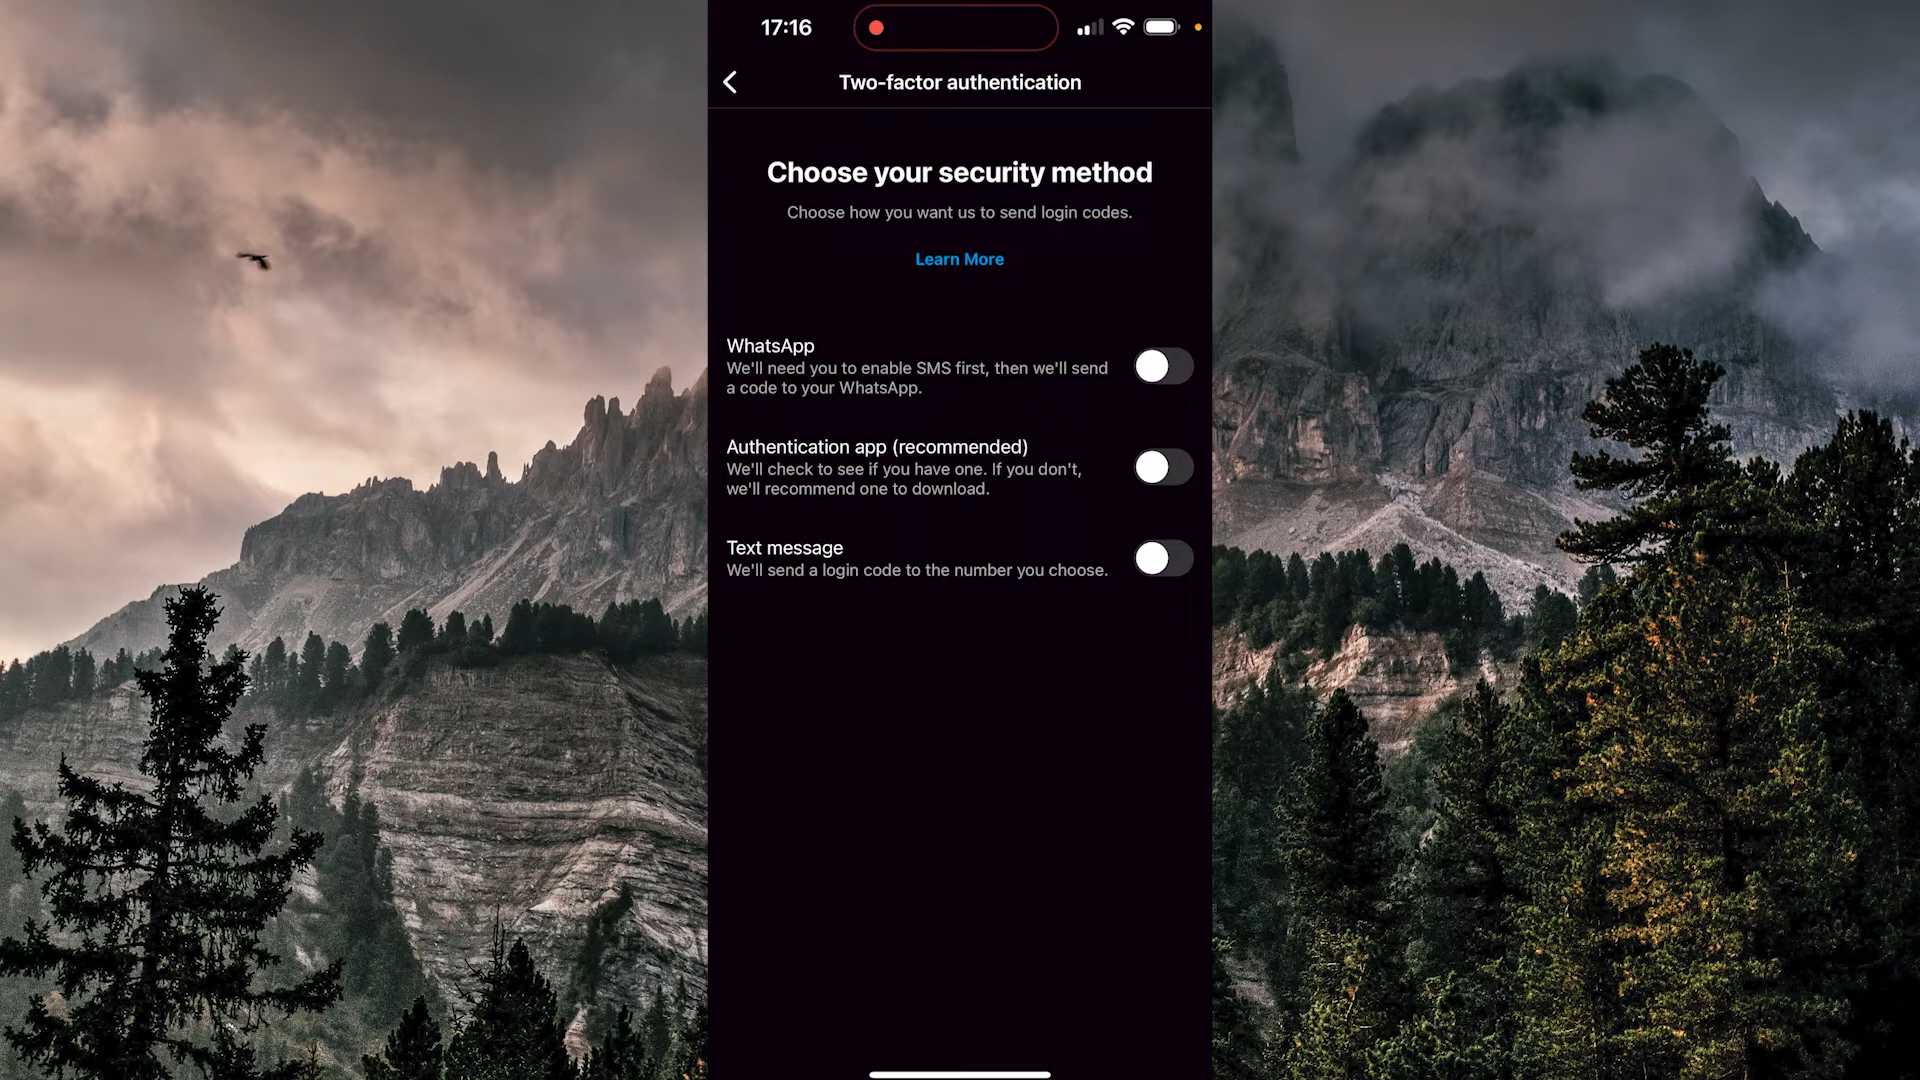 17:16
Two-factor authentication
Choose your security method
Choose how you want us to send login codes.
Learn More
WhatsApp
We'll need you to enable SMS first, then we'll send
a code to your WhatsApp.
Authentication app (recommended)
We'll check to see if you have one. If you don't,
we'll recommend one to download.
Text message
We'll send a login code to the number you choose.